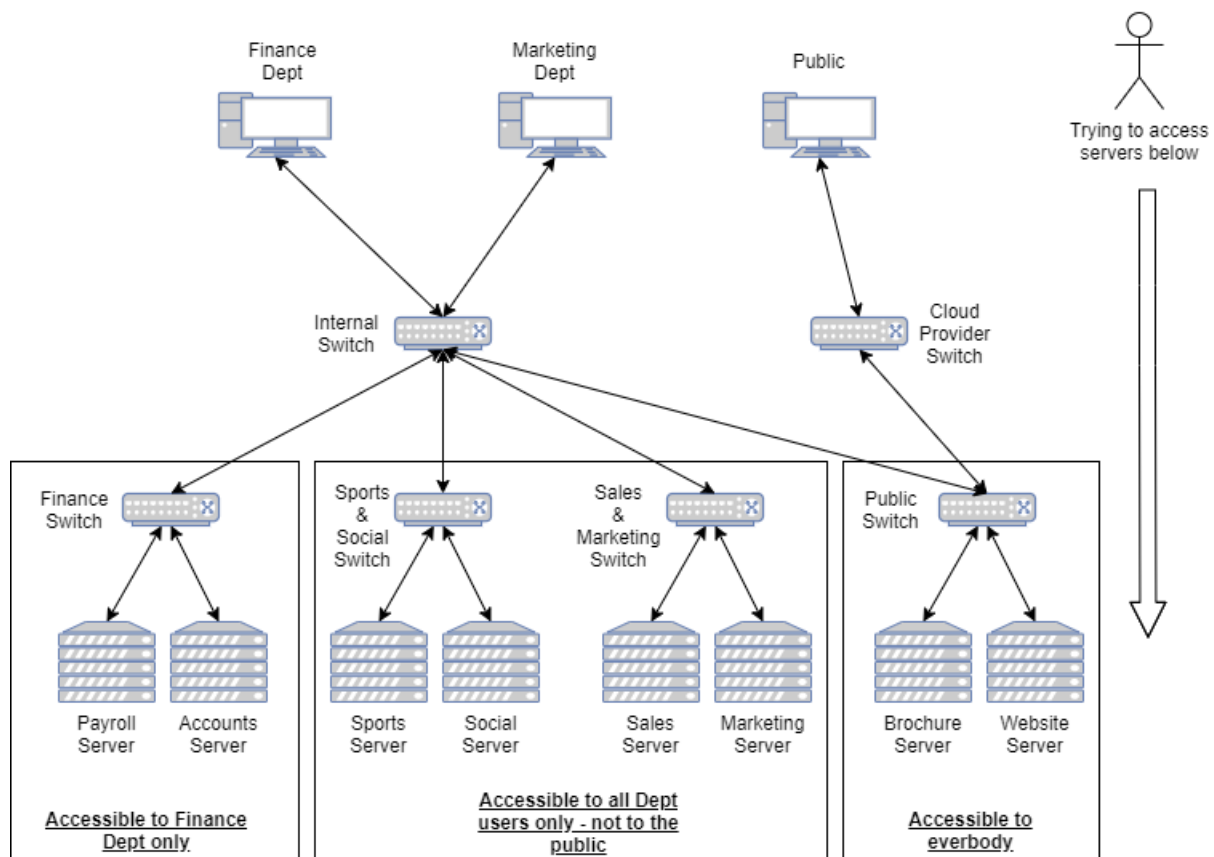 Finance
Dept
Marketing
Dept
Public
Trying to access
servers below
Internal
Switch
Cloud
Provider
Switch
Finance
Switch
Sports
&
Social
Switch
Sales
&
Marketing
Switch
Public
Switch
Payroll
Server
Accounts
Server
Sports
Server
Social
Server
Sales
Server
Marketing
Server
Brochure
Server
Website
Server
Accessible to Finance
Dept only
Accessible to all Dept
users only - not to the
public
Accessible to
everbody